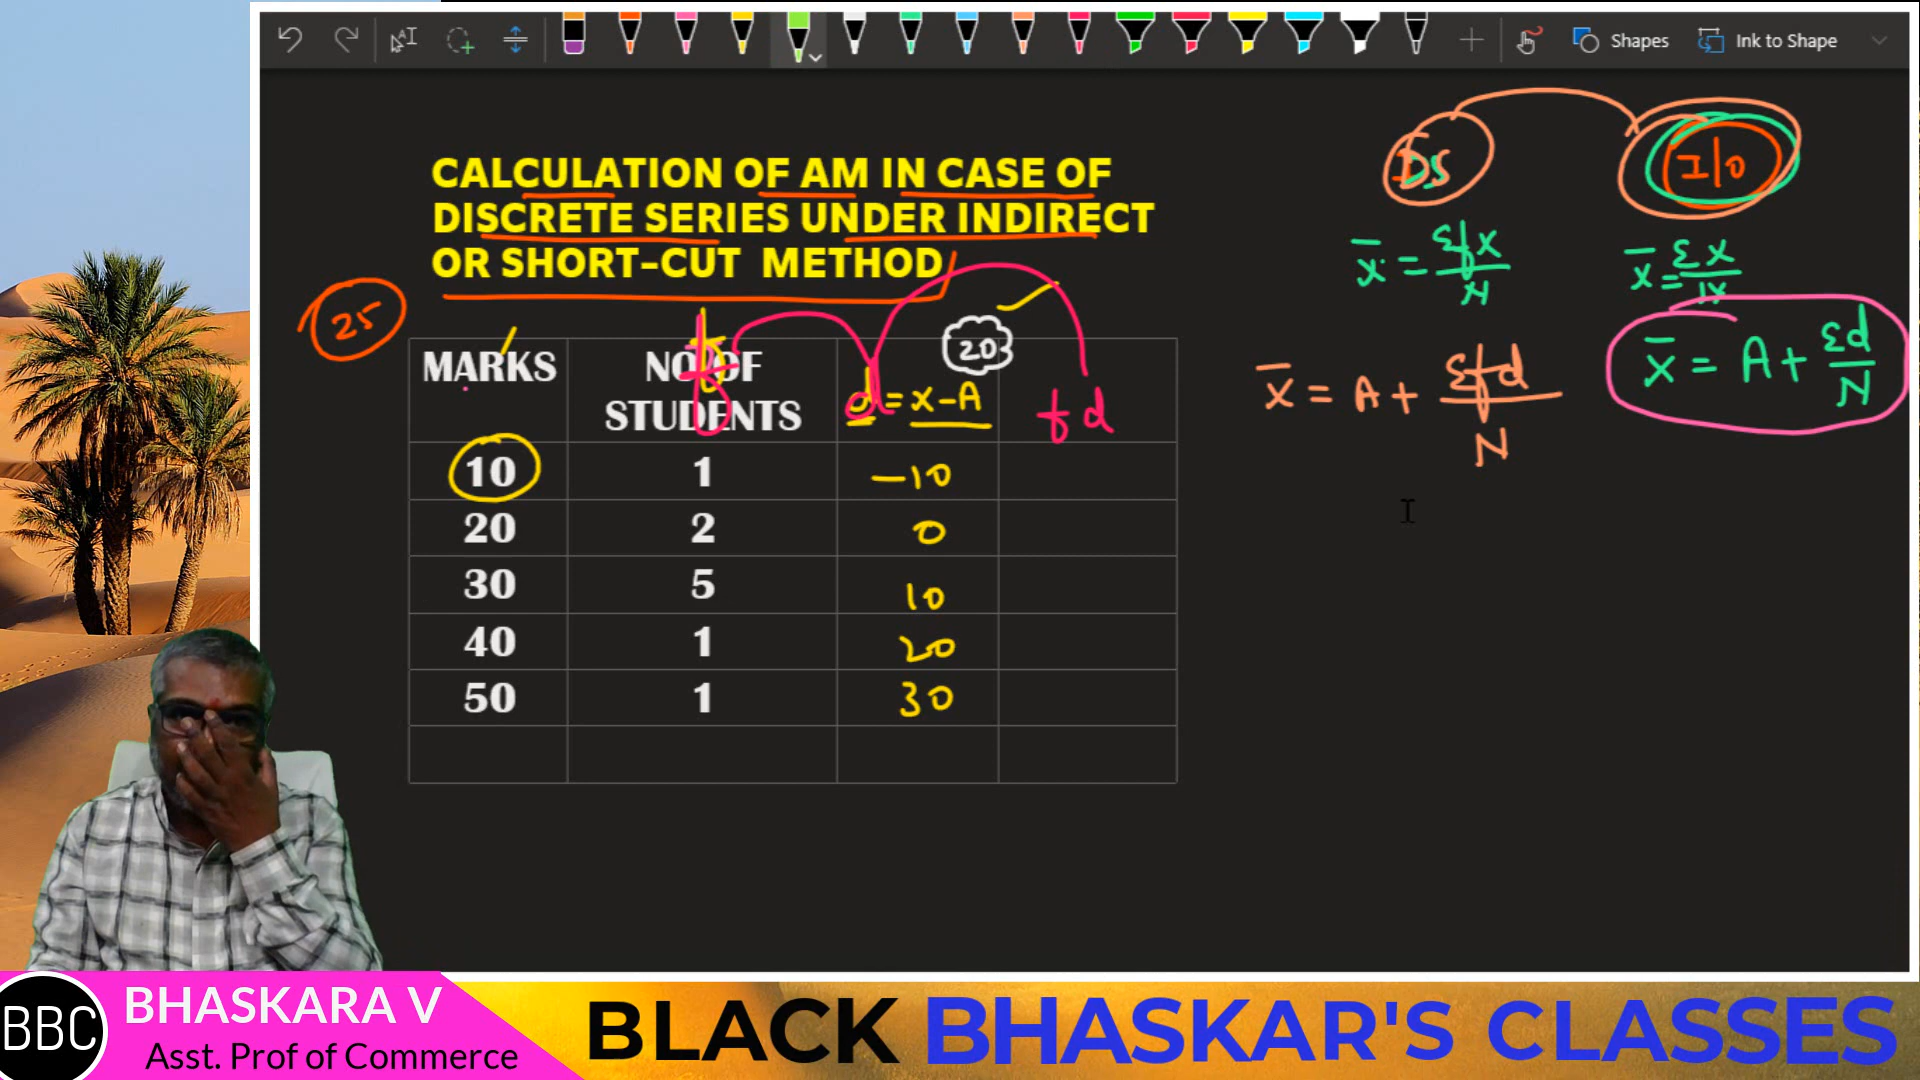 Shapes
Ink to Shape
CALCULATION OF AM IN CASE OF
DISCRETE SERIES UNDER INDIRECT
OR SHORT-CUT METHOD
25
DS
I/O
x̄ = Σfx/N
x̄ = Σx/N
x̄ = A + Σfd/N
x̄ = A + Σd/N
MARKS
NO OF STUDENTS
f
20
d = x-A
fd
10 1 -10
20 2 0
30 5 10
40 1 20
50 1 30
BBC
BHASKARA V
Asst. Prof of Commerce
BLACK BHASKAR'S CLASSES